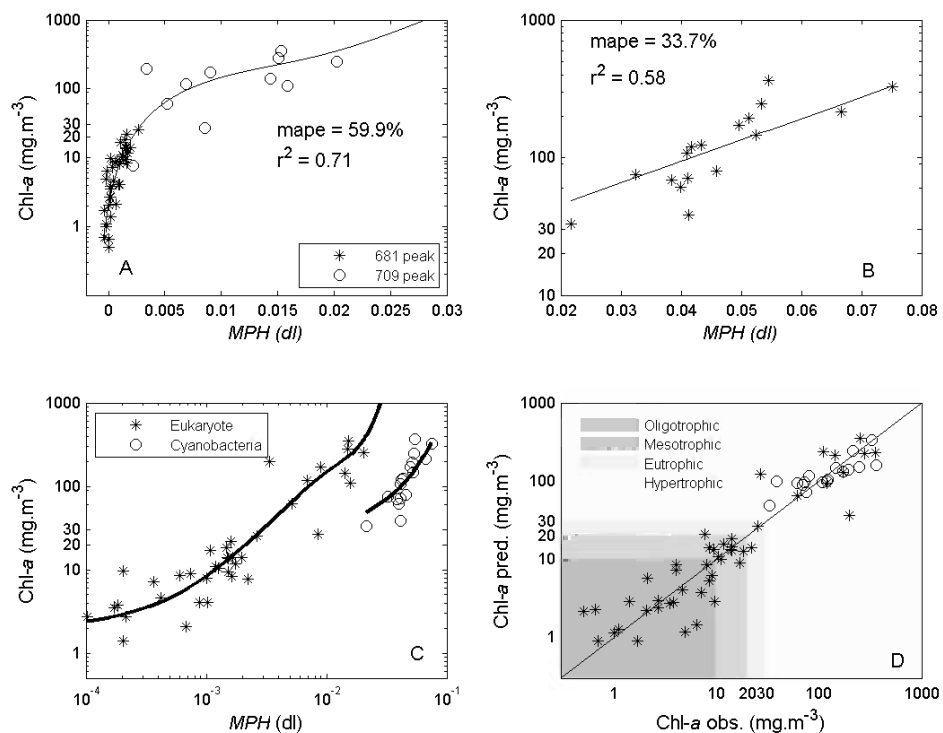 1000
100
20
10
1
Chl-a (mg.m⁻³)
mape = 59.9%
r² = 0.71
A
681 peak
709 peak
0 0.005 0.01 0.015 0.02 0.025 0.03
MPH (dl)
1000
100
30
20
10
Chl-a (mg.m⁻³)
mape = 33.7%
r² = 0.58
B
0.02 0.03 0.04 0.05 0.06 0.07 0.08
MPH (dl)
1000
100
30
20
10
1
Chl-a (mg.m⁻³)
Eukaryote
Cyanobacteria
C
10⁻⁴ 10⁻³ 10⁻² 10⁻¹
MPH (dl)
1000
100
30
20
10
1
Chl-a pred. (mg.m⁻³)
Oligotrophic
Mesotrophic
Eutrophic
Hypertrophic
D
1 10 20 30 100 1000
Chl-a obs. (mg.m⁻³)